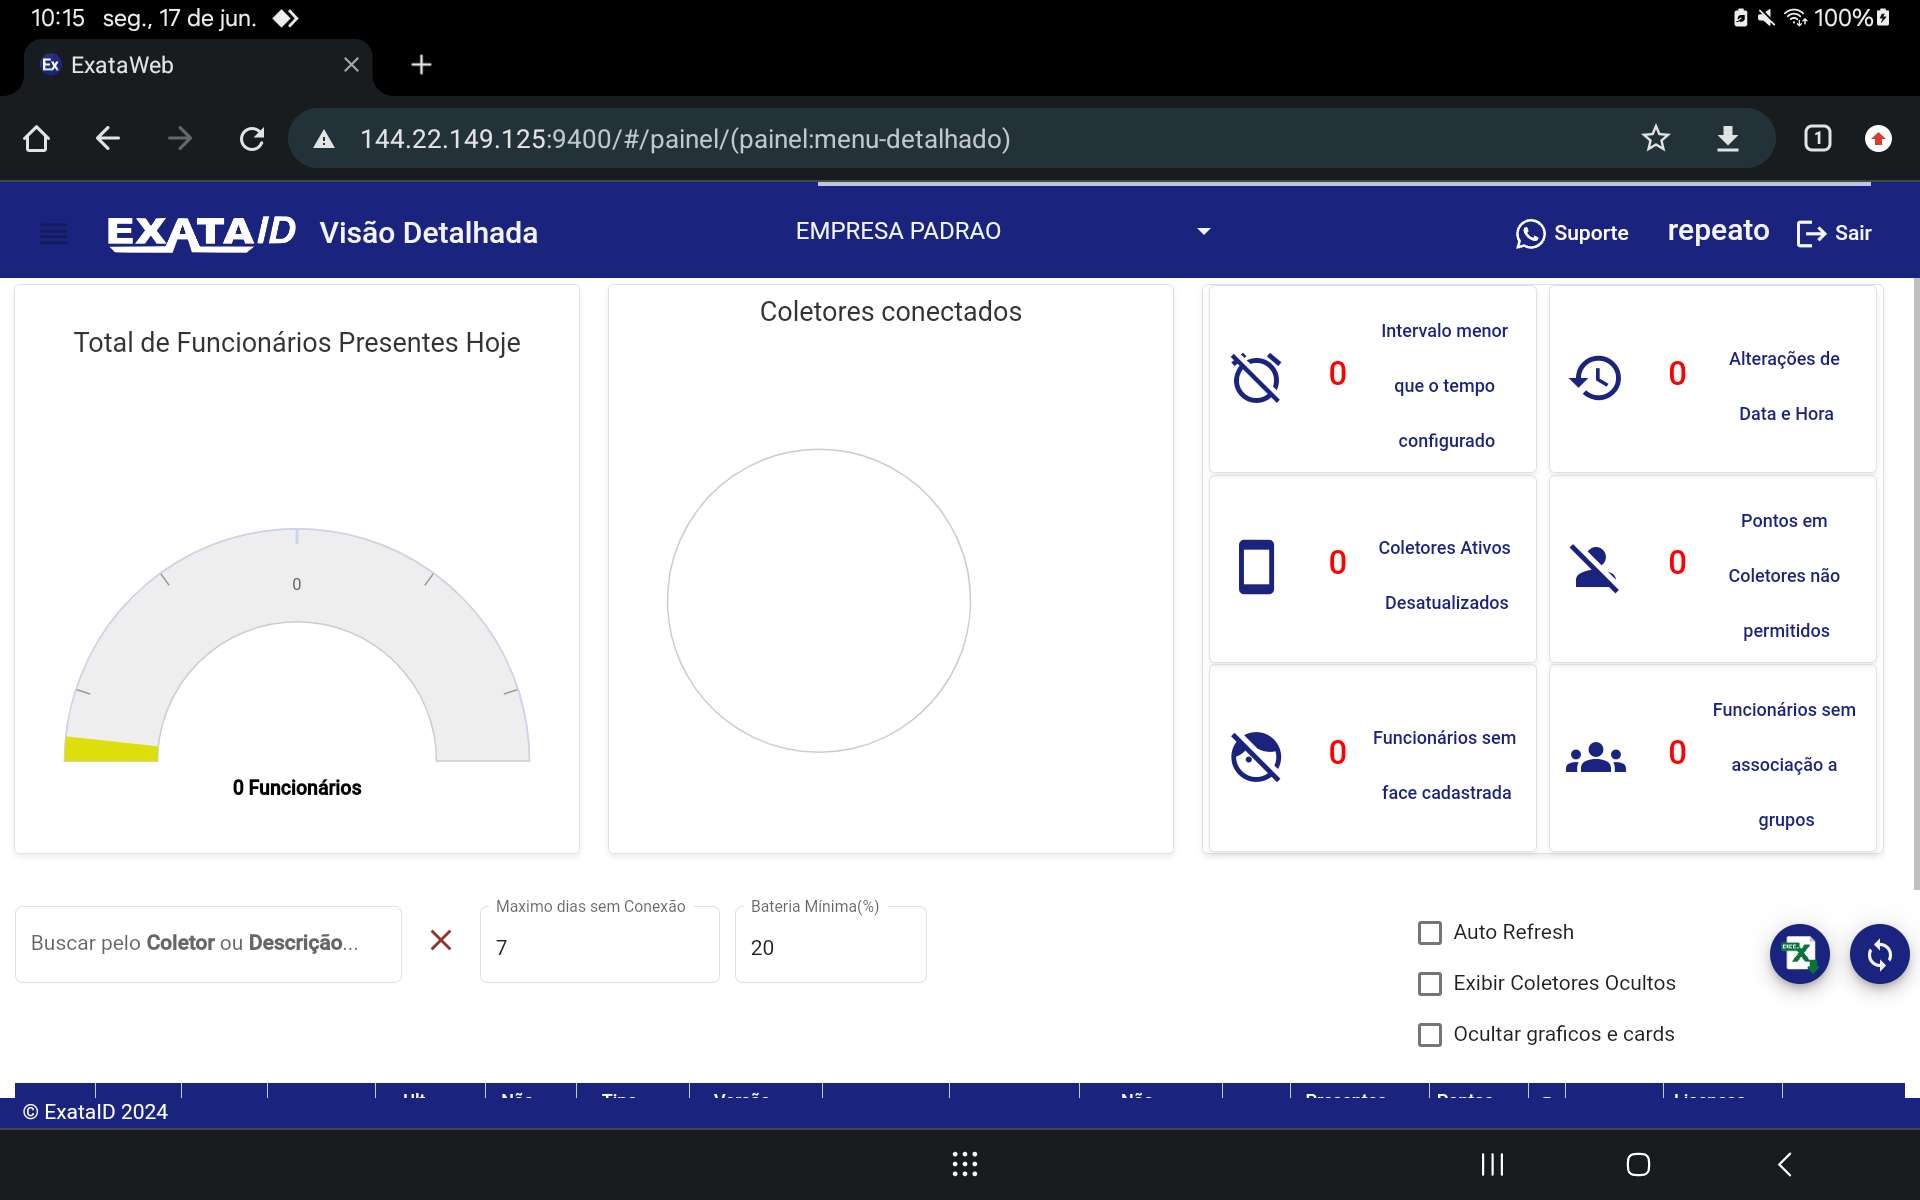 10:15 seg., 17 de jun.
100%
Ex ExataWeb
144.22.149.125:9400/#/painel/(painel:menu-detalhado)
1
EXATAID Visão Detalhada
EMPRESA PADRAO
Suporte
repeato
Sair
Total de Funcionários Presentes Hoje
0
0 Funcionários
Coletores conectados
0
Intervalo menor
que o tempo
configurado
0
Alterações de
Data e Hora
0
Coletores Ativos
Desatualizados
0
Pontos em
Coletores não
permitidos
0
Funcionários sem
face cadastrada
0
Funcionários sem
associação a
grupos
Buscar pelo Coletor ou Descrição...
Maximo dias sem Conexão
7
Bateria Mínima(%)
20
Auto Refresh
Exibir Coletores Ocultos
Ocultar graficos e cards
© ExataID 2024